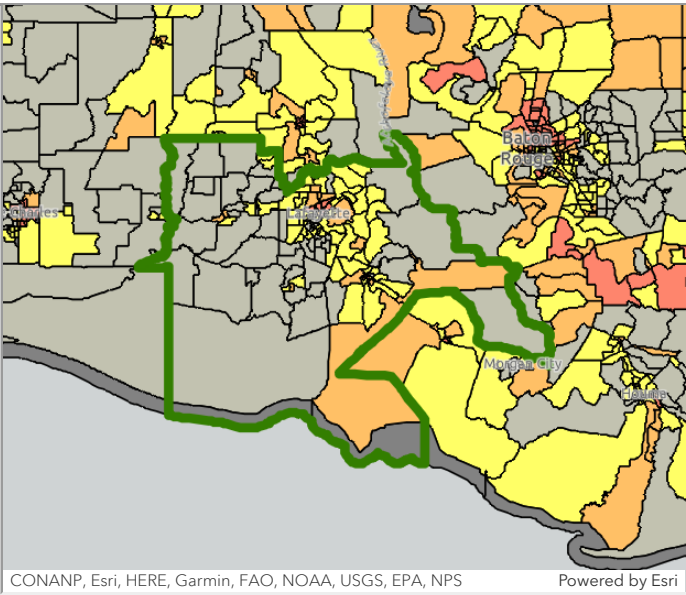 Baton
Rouge
Lafayette
Morgan City
CONANP, Esri, HERE, Garmin, FAO, NOAA, USGS, EPA, NPS
Powered by Esri